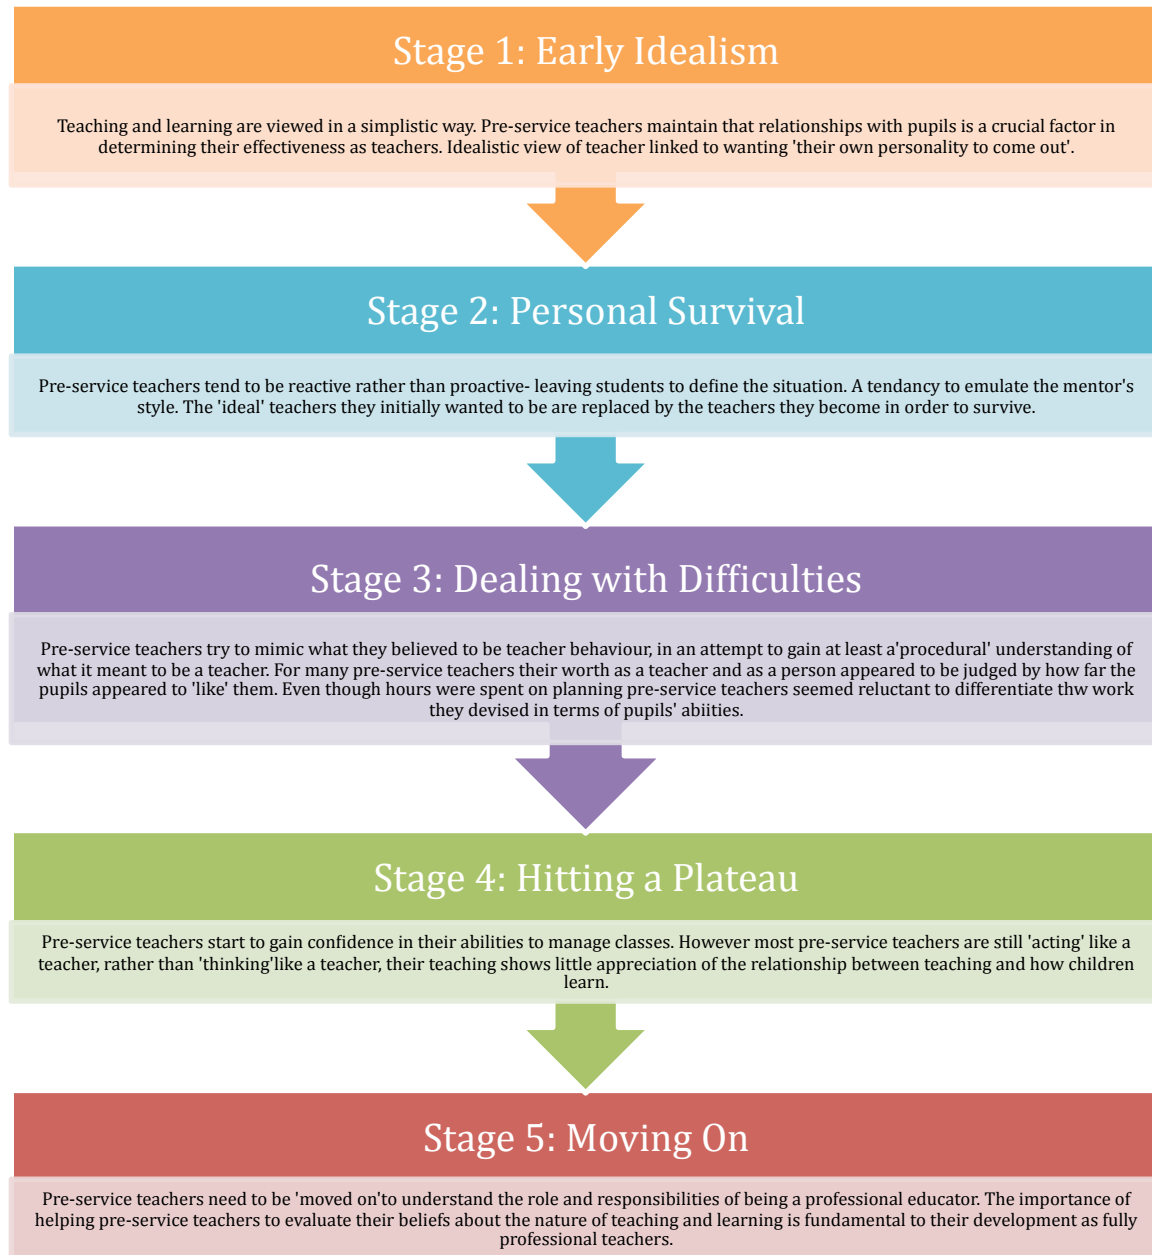 Stage 1: Early Idealism
Teaching and learning are viewed in a simplistic way. Pre-service teachers maintain that relationships with pupils is a crucial factor in
determining their effectiveness as teachers. Idealistic view of teacher linked to wanting 'their own personality to come out'.
Stage 2: Personal Survival
Pre-service teachers tend to be reactive rather than proactive- leaving students to define the situation. A tendancy to emulate the mentor's
style. The 'ideal' teachers they initially wanted to be are replaced by the teachers they become in order to survive.
Stage 3: Dealing with Difficulties
Pre-service teachers try to mimic what they believed to be teacher behaviour, in an attempt to gain at least a'procedural' understanding of
what it meant to be a teacher. For many pre-service teachers their worth as a teacher and as a person appeared to be judged by how far the
pupils appeared to 'like' them. Even though hours were spent on planning pre-service teachers seemed reluctant to differentiate thw work
they devised in terms of pupils' abiities.
Stage 4: Hitting a Plateau
Pre-service teachers start to gain confidence in their abilities to manage classes. However most pre-service teachers are still 'acting' like a
teacher, rather than 'thinking'like a teacher, their teaching shows little appreciation of the relationship between teaching and how children
learn.
Stage 5: Moving On
Pre-service teachers need to be 'moved on'to understand the role and responsibilities of being a professional educator. The importance of
helping pre-service teachers to evaluate their beliefs about the nature of teaching and learning is fundamental to their development as fully
professional teachers.